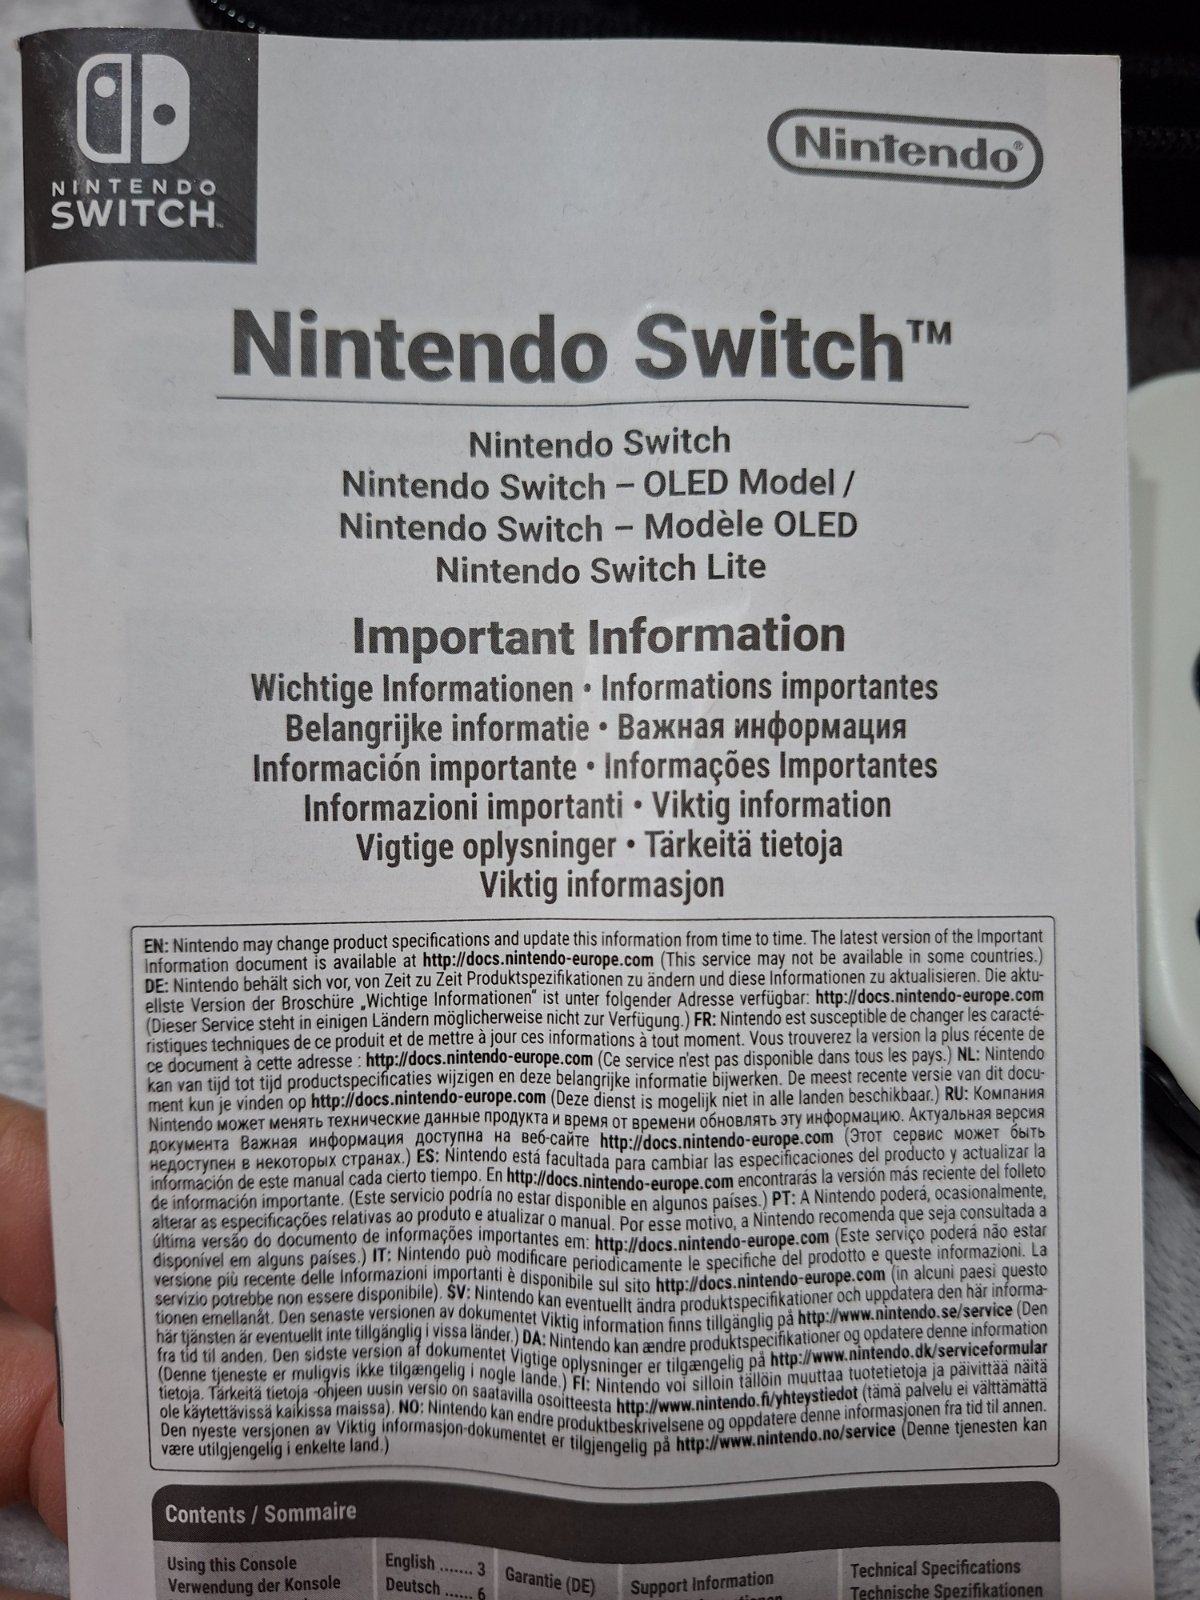 NINTENDO
SWITCH™
Nintendo®
Nintendo Switch™
Nintendo Switch
Nintendo Switch – OLED Model /
Nintendo Switch – Modèle OLED
Nintendo Switch Lite
Important Information
Wichtige Informationen • Informations importantes
Belangrijke informatie • Важная информация
Información importante • Informações Importantes
Informazioni importanti • Viktig information
Vigtige oplysninger • Tärkeitä tietoja
Viktig informasjon
EN: Nintendo may change product specifications and update this information from time to time. The latest version of the Important
Information document is available at http://docs.nintendo-europe.com (This service may not be available in some countries.)
DE: Nintendo behält sich vor, von Zeit zu Zeit Produktspezifikationen zu ändern und diese Informationen zu aktualisieren. Die aktu-
ellste Version der Broschüre „Wichtige Informationen“ ist unter folgender Adresse verfügbar: http://docs.nintendo-europe.com
(Dieser Service steht in einigen Ländern möglicherweise nicht zur Verfügung.) FR: Nintendo est susceptible de changer les caracté-
ristiques techniques de ce produit et de mettre à jour ces informations à tout moment. Vous trouverez la version la plus récente de
ce document à cette adresse : http://docs.nintendo-europe.com (Ce service n'est pas disponible dans tous les pays.) NL: Nintendo
kan van tijd tot tijd productspecificaties wijzigen en deze belangrijke informatie bijwerken. De meest recente versie van dit docu-
ment kun je vinden op http://docs.nintendo-europe.com (Deze dienst is mogelijk niet in alle landen beschikbaar.) RU: Компания
Nintendo может менять технические данные продукта и время от времени обновлять эту информацию. Актуальная версия
документа Важная информация доступна на веб-сайте http://docs.nintendo-europe.com (Этот сервис может быть
недоступен в некоторых странах.) ES: Nintendo está facultada para cambiar las especificaciones del producto y actualizar la
información de este manual cada cierto tiempo. En http://docs.nintendo-europe.com encontrarás la versión más reciente del folleto
de información importante. (Este servicio podría no estar disponible en algunos países.) PT: A Nintendo poderá, ocasionalmente,
alterar as especificações relativas ao produto e atualizar o manual. Por esse motivo, a Nintendo recomenda que seja consultada a
última versão do documento de informações importantes em: http://docs.nintendo-europe.com (Este serviço poderá não estar
disponível em alguns países.) IT: Nintendo può modificare periodicamente le specifiche del prodotto e queste informazioni. La
versione più recente delle Informazioni importanti è disponibile sul sito http://docs.nintendo-europe.com (in alcuni paesi questo
servizio potrebbe non essere disponibile). SV: Nintendo kan eventuellt ändra produktspecifikationer och uppdatera den här informa-
tionen emellanåt. Den senaste versionen av dokumentet Viktig information finns tillgänglig på http://www.nintendo.se/service (Den
här tjänsten är eventuellt inte tillgänglig i vissa länder.) DA: Nintendo kan ændre produktspecifikationer og opdatere denne information
fra tid til anden. Den sidste version af dokumentet Vigtige oplysninger er tilgængelig på http://www.nintendo.dk/serviceformular
(Denne tjeneste er muligvis ikke tilgængelig i nogle lande.) FI: Nintendo voi silloin tällöin muuttaa tuotetietoja ja päivittää näitä
tietoja. Tärkeitä tietoja -ohjeen uusin versio on saatavilla osoitteesta http://www.nintendo.fi/yhteystiedot (tämä palvelu ei välttämättä
ole käytettävissä kaikissa maissa). NO: Nintendo kan endre produktbeskrivelsene og oppdatere denne informasjonen fra tid til annen.
Den nyeste versjonen av Viktig informasjon-dokumentet er tilgjengelig på http://www.nintendo.no/service (Denne tjenesten kan
være utilgjengelig i enkelte land.)
Contents / Sommaire
Using this Console
Verwendung der Konsole
English ....... 3
Deutsch ...... 6
Garantie (DE)
Support Information
Technical Specifications
Technische Spezifikationen